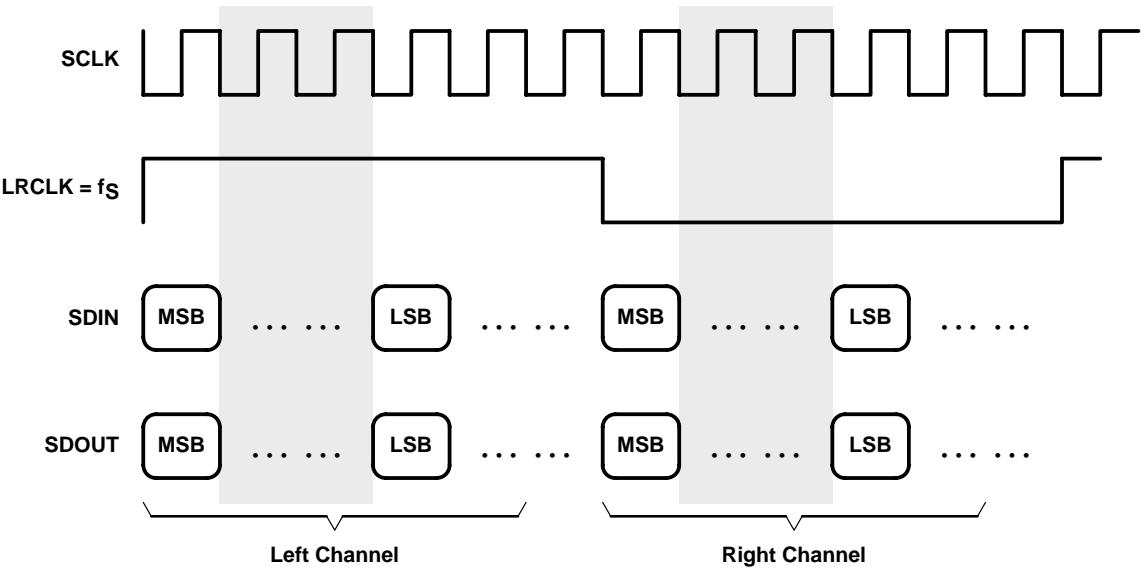 SCLK
LRCLK = fS
SDIN MSB ... ... LSB ... ... MSB ... ... LSB ... ...
SDOUT MSB ... ... LSB ... ... MSB ... ... LSB ... ...
Left Channel Right Channel